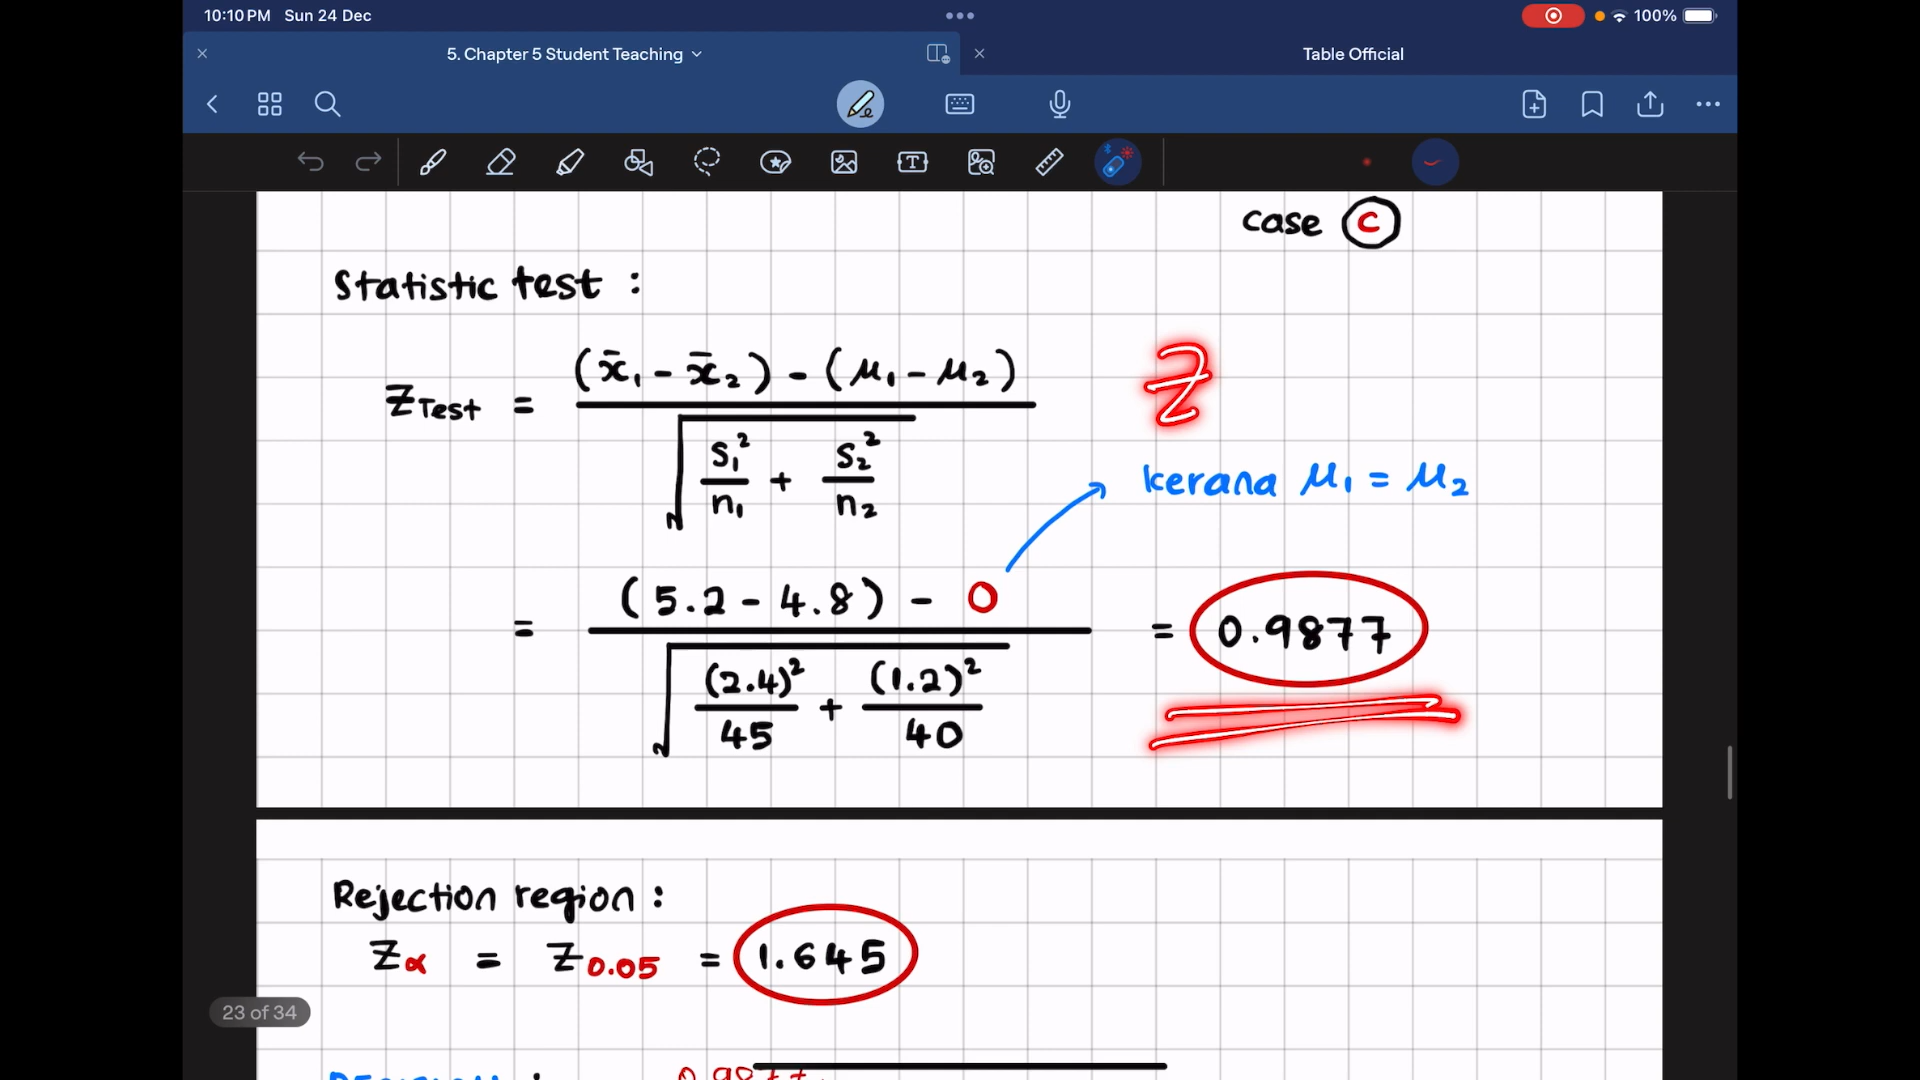 10:10 PM Sun 24 Dec
100%
5. Chapter 5 Student Teaching
Table Official
case C
Statistic test :
Z Test = (x̄₁ - x̄₂) - (μ₁ - μ₂) / √(s₁²/n₁ + s₂²/n₂)
Z
kerana μ₁ = μ₂
= (5.2 - 4.8) - 0 / √((2.4)²/45 + (1.2)²/40) = 0.9877
Rejection region :
Zα = Z0.05 = 1.645
23 of 34